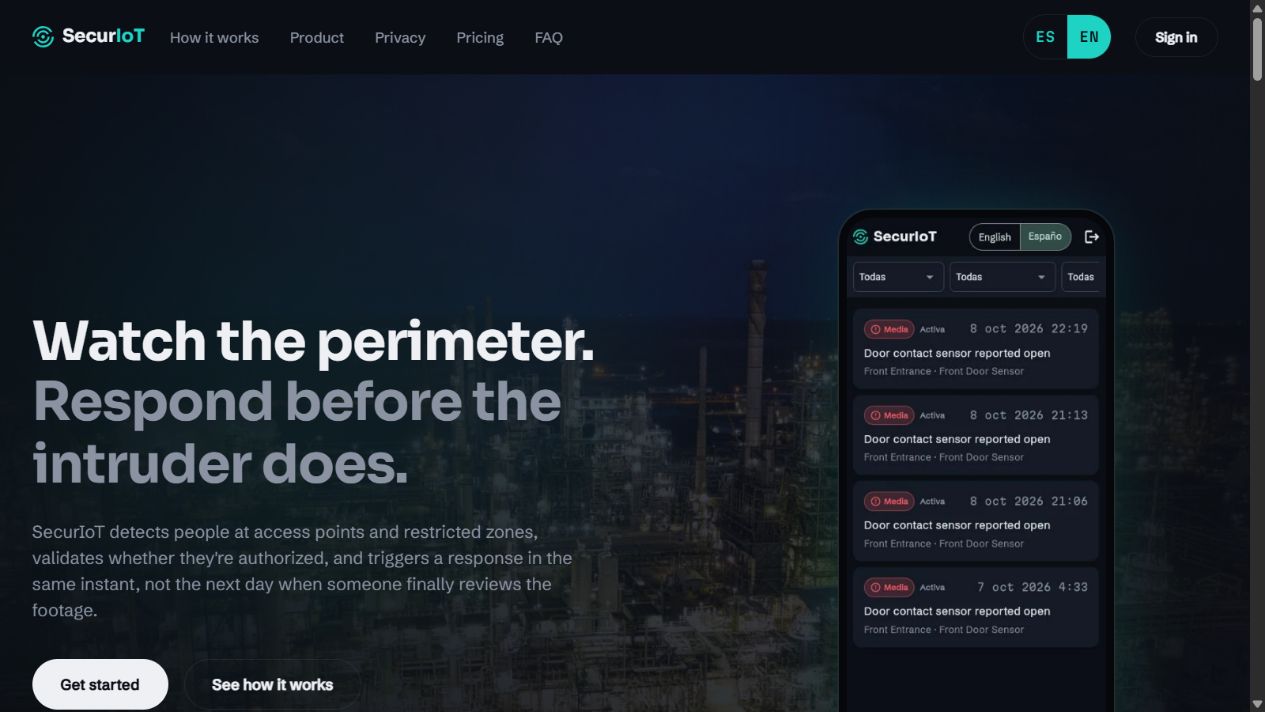 SecurIoT How it works Product Privacy Pricing FAQ ES EN Sign in
Watch the perimeter.
Respond before the
intruder does.
SecurIoT detects people at access points and restricted zones,
validates whether they're authorized, and triggers a response in the
same instant, not the next day when someone finally reviews the
footage.
Get started See how it works
SecurIoT English Españo
Todas Todas Todas
Media Activa 8 oct 2026 22:19
Door contact sensor reported open
Front Entrance · Front Door Sensor
Media Activa 8 oct 2026 21:13
Door contact sensor reported open
Front Entrance · Front Door Sensor
Media Activa 8 oct 2026 21:06
Door contact sensor reported open
Front Entrance · Front Door Sensor
Media Activa 7 oct 2026 4:33
Door contact sensor reported open
Front Entrance · Front Door Sensor